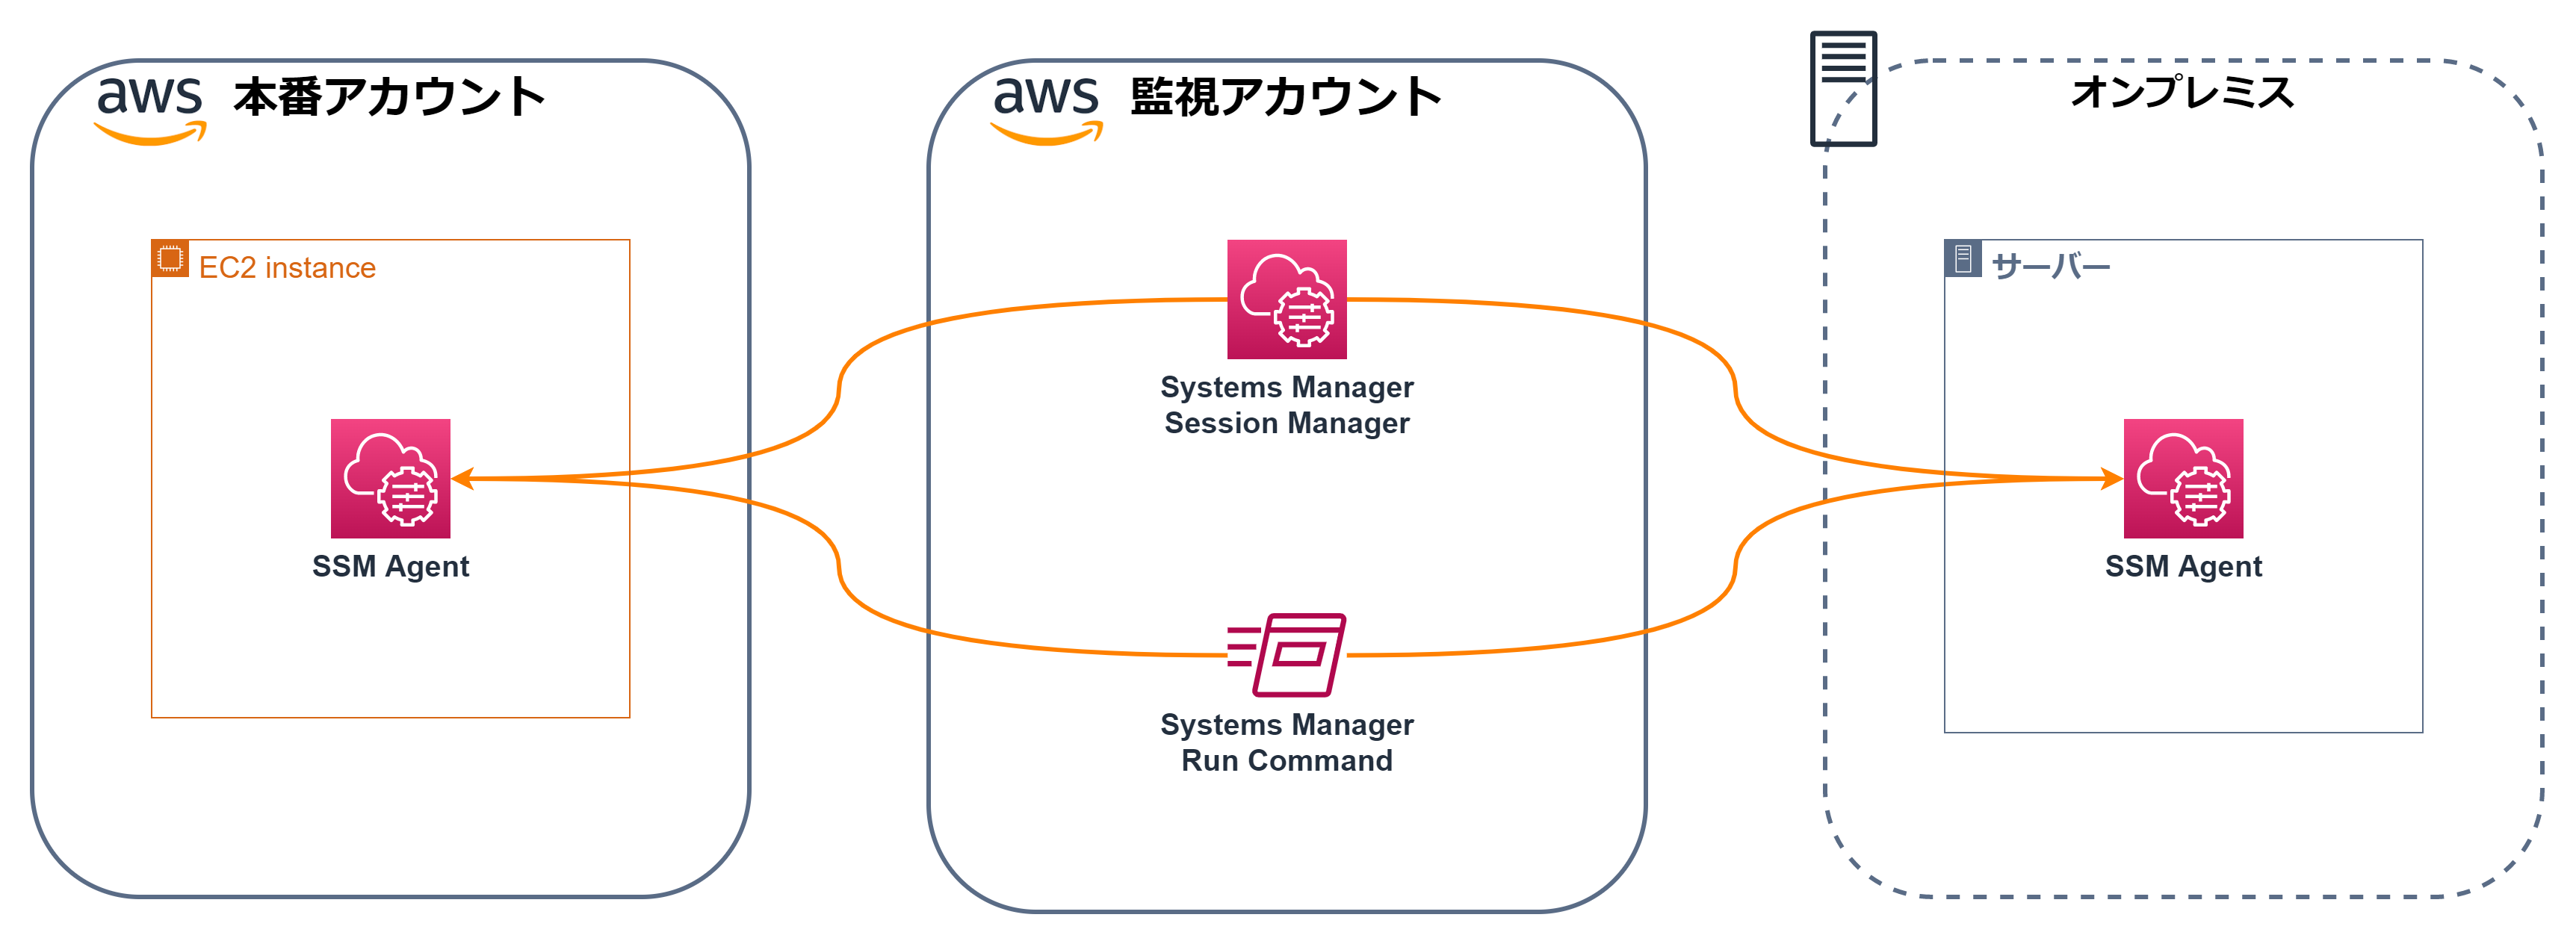 aws 本番アカウント
EC2 instance
SSM Agent
aws 監視アカウント
Systems Manager
Session Manager
Systems Manager
Run Command
オンプレミス
サーバー
SSM Agent